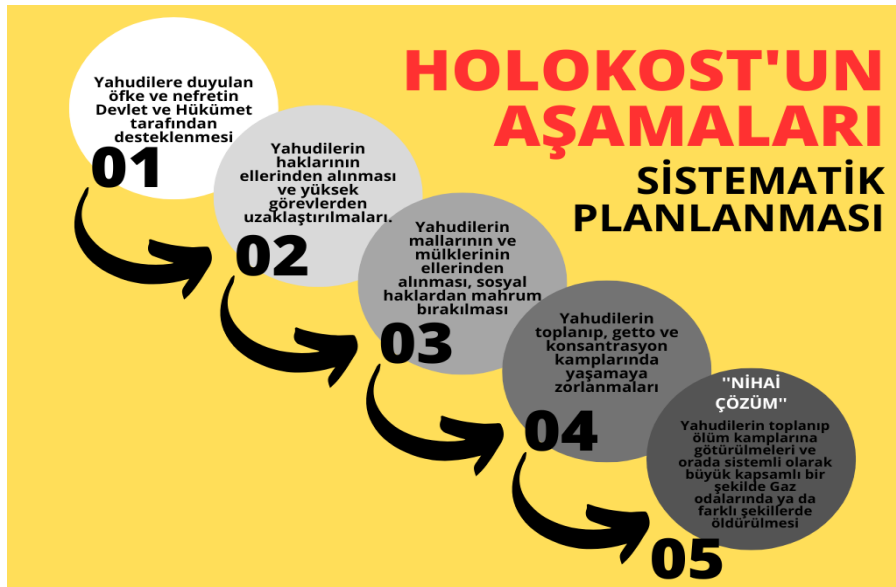 HOLOKOST'UN
AŞAMALARI
SİSTEMATİK
PLANLANMASI
Yahudilere duyulan
öfke ve nefretin
Devlet ve Hükümet
tarafından
desteklenmesi
01
Yahudilerin
haklarının
ellerinden alınması
ve yüksek
görevlerden
uzaklaştırılmaları.
02
Yahudilerin
mallarının ve
mülklerinin
ellerinden
alınması, sosyal
haklardan mahrum
bırakılması
03
Yahudilerin
toplanıp, getto ve
konsantrasyon
kamplarında
yaşamaya
zorlanmaları
04
''NİHAİ
ÇÖZÜM''
Yahudilerin toplanıp
ölüm kamplarına
götürülmeleri ve
orada sistemli olarak
büyük kapsamlı bir
şekilde Gaz
odalarında ya da
farklı şekillerde
öldürülmesi
05